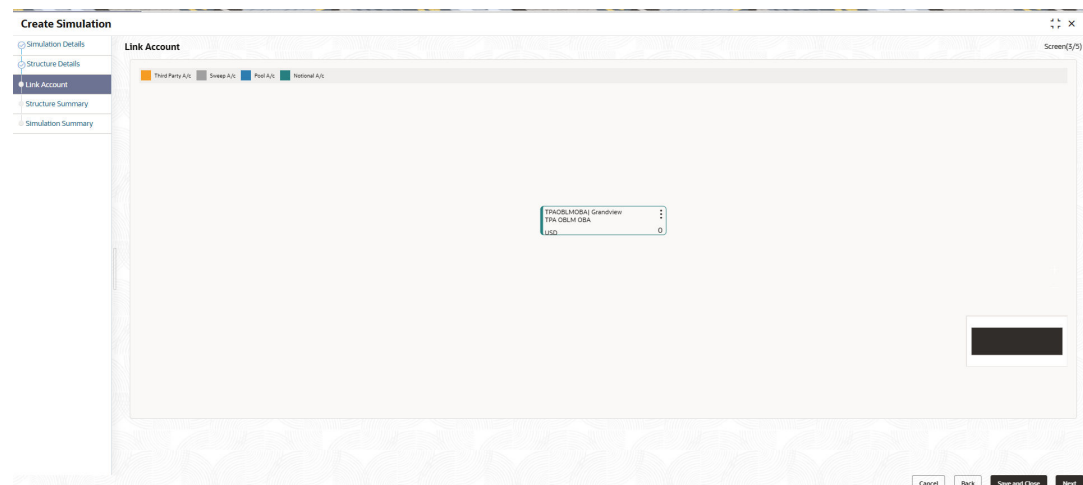 Create Simulation
Simulation Details
Structure Details
Link Account
Structure Summary
Simulation Summary
Link Account
Screen(3/5)
Third Party A/c Sweep A/c Pool A/c Notional A/c
TPAOBLMOBA| Grandview
TPA OBLM OBA
USD 0
Cancel Back Save and Close Next